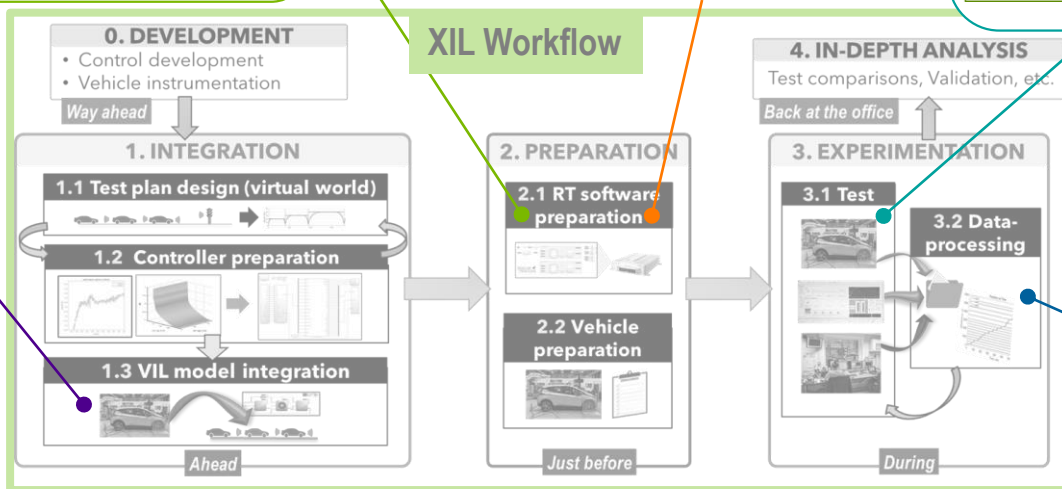 XIL Workflow
0. DEVELOPMENT
• Control development
• Vehicle instrumentation
Way ahead
1. INTEGRATION
1.1 Test plan design (virtual world)
1.2 Controller preparation
1.3 VIL model integration
Ahead
2. PREPARATION
2.1 RT software
preparation
2.2 Vehicle
preparation
Just before
4. IN-DEPTH ANALYSIS
Test comparisons, Validation, etc.
Back at the office
3. EXPERIMENTATION
3.1 Test
3.2 Data-
processing
During